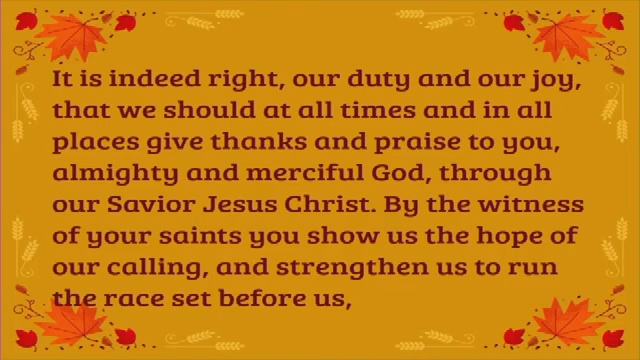 It is indeed right, our duty and our joy,
that we should at all times and in all
places give thanks and praise to you,
almighty and merciful God, through
our Savior Jesus Christ. By the witness
of your saints you show us the hope of
our calling, and strengthen us to run
the race set before us,